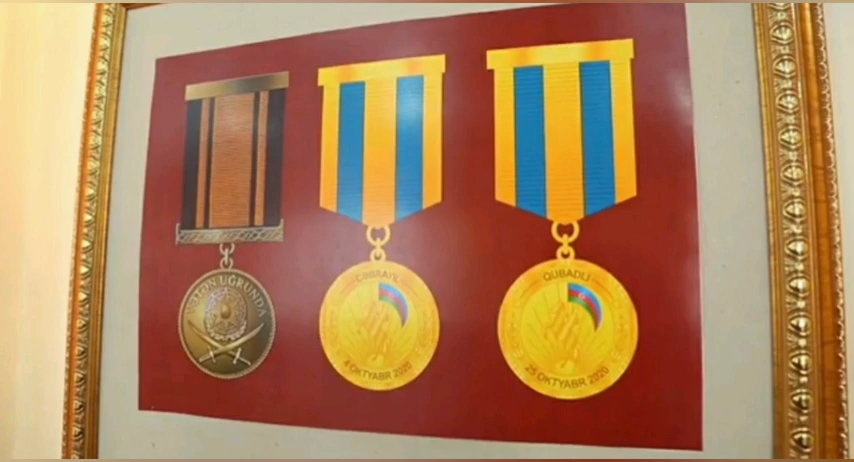 VƏTƏN UĞRUNDA
CƏBRAYIL
4 OKTYABR 2020
QUBADLI
25 OKTYABR 2020